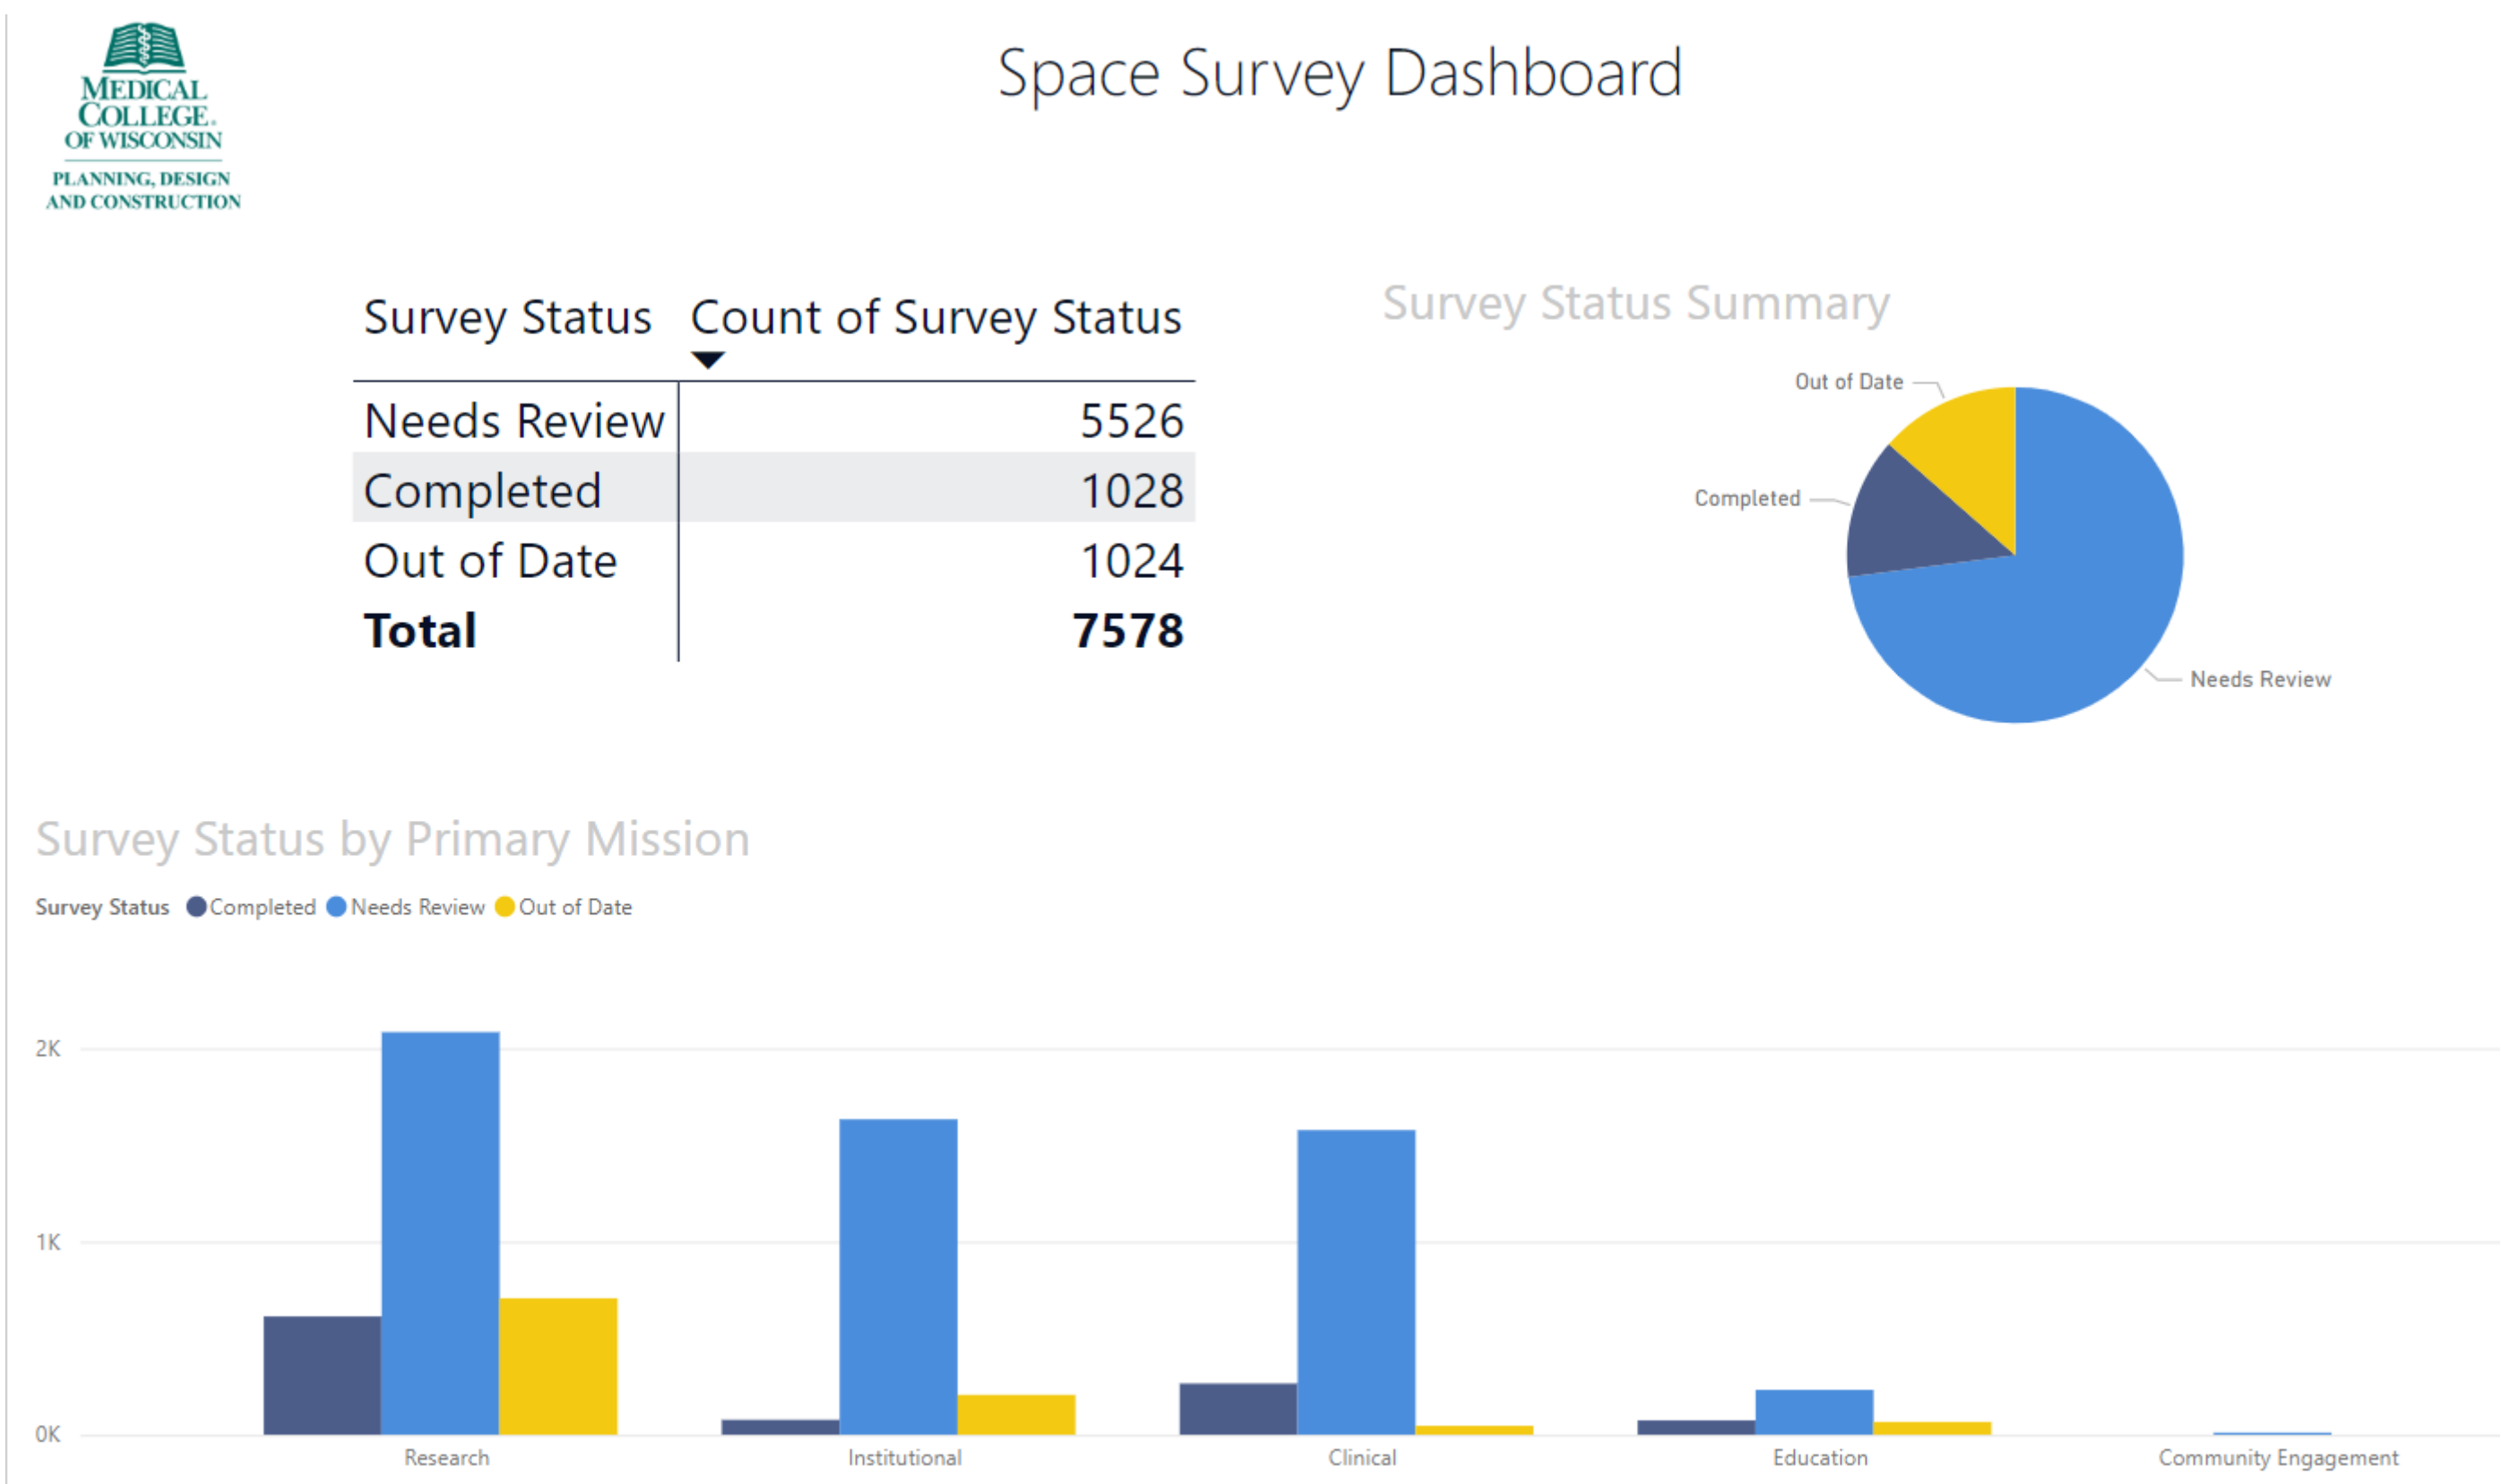 MEDICAL
COLLEGE.
OF WISCONSIN
PLANNING, DESIGN
AND CONSTRUCTION
Space Survey Dashboard
Survey Status Count of Survey Status
Needs Review 5526
Completed 1028
Out of Date 1024
Total 7578
Survey Status Summary
Out of Date
Completed
Needs Review
Survey Status by Primary Mission
Survey Status Completed Needs Review Out of Date
2K
1K
0K
Research Institutional Clinical Education Community Engagement